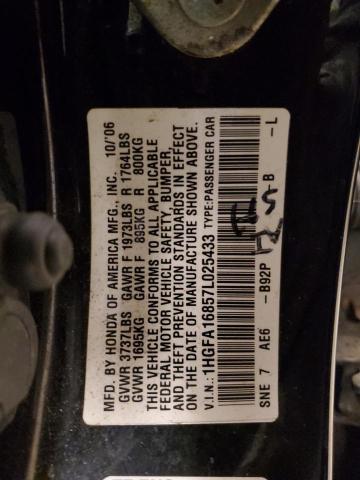 MFD. BY HONDA OF AMERICA MFG., INC. 10/06
GVWR 3737LBS GAWR F 1973LBS R 1764LBS
GVWR 1695KG GAWR F 895KG R 800KG
THIS VEHICLE CONFORMS TO ALL APPLICABLE
FEDERAL MOTOR VEHICLE SAFETY, BUMPER,
AND THEFT PREVENTION STANDARDS IN EFFECT
ON THE DATE OF MANUFACTURE SHOWN ABOVE.
V.I.N.: 1HGFA16857L025433 TYPE:PASSENGER CAR
SNE 7 AE6 -B92P B -L